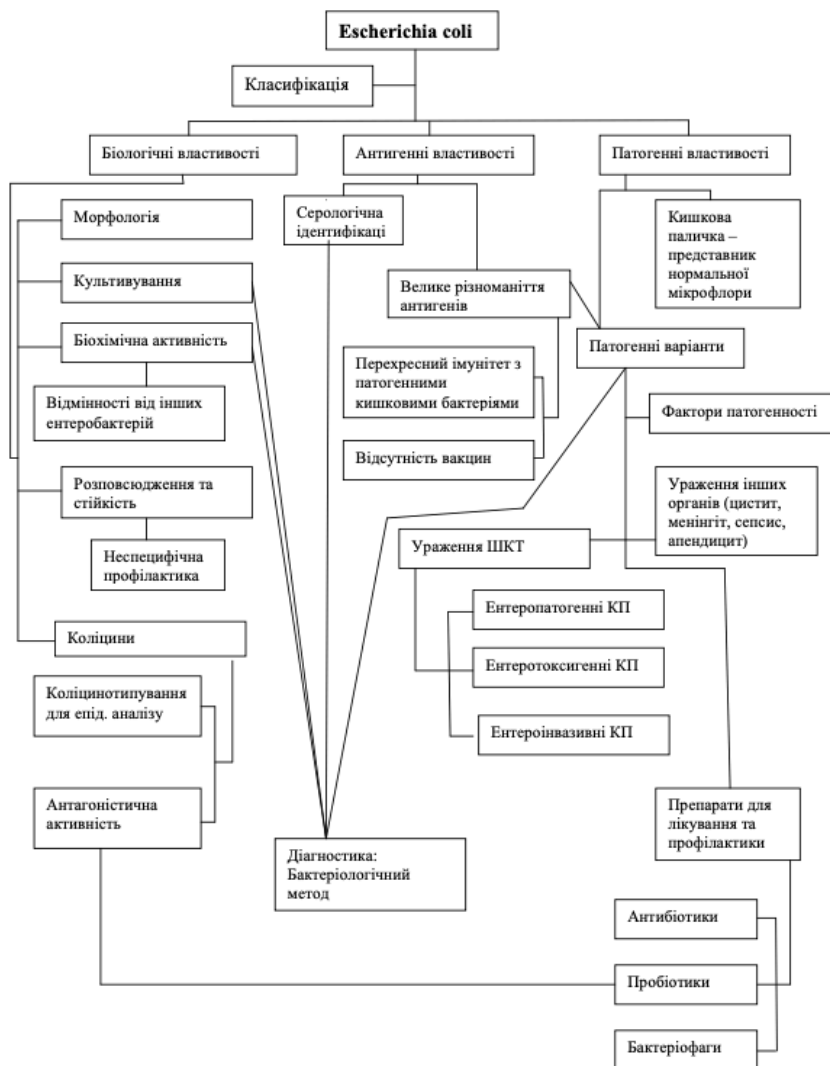 Escherichia coli
Класифікація
Біологічні властивості
Антигенні властивості
Патогенні властивості
Морфологія
Серологічна
ідентифікаці
Кишкова
паличка –
представник
нормальної
мікрофлори
Культивування
Велике різноманіття
антигенів
Біохімічна активність
Патогенні варіанти
Перехресний імунітет з
патогенними
кишковими бактеріями
Відмінності від інших
ентеробактерій
Фактори патогенності
Відсутність вакцин
Розповсюдження та
стійкість
Ураження інших
органів (цистит,
менінгіт, сепсис,
апендицит)
Ураження ШКТ
Неспецифічна
профілактика
Ентеропатогенні КП
Коліцини
Ентеротоксигенні КП
Коліцинотипування
для епід. аналізу
Ентероінвазивні КП
Антагоністична
активність
Препарати для
лікування та
профілактики
Діагностика:
Бактеріологічний
метод
Антибіотики
Пробіотики
Бактеріофаги